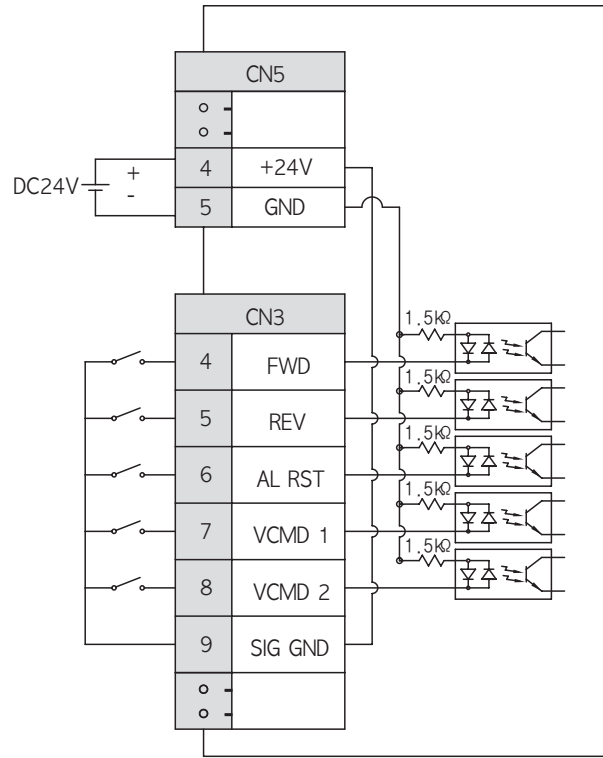 CN5
DC24V
+
-
4 +24V
5 GND
CN3
4 FWD
5 REV
6 AL RST
7 VCMD 1
8 VCMD 2
9 SIG GND
1.5kΩ
1.5kΩ
1.5kΩ
1.5kΩ
1.5kΩ